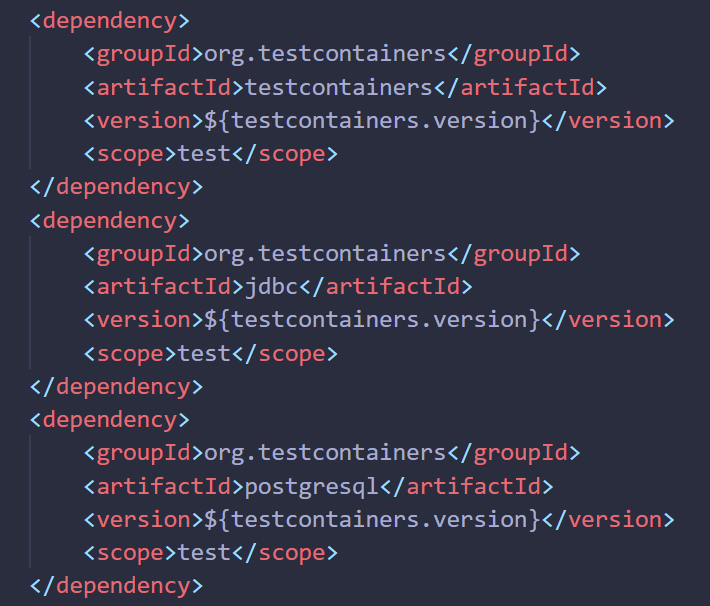 <dependency>
<groupId>org.testcontainers</groupId>
<artifactId>testcontainers</artifactId>
<version>${testcontainers.version}</version>
<scope>test</scope>
</dependency>
<dependency>
<groupId>org.testcontainers</groupId>
<artifactId>jdbc</artifactId>
<version>${testcontainers.version}</version>
<scope>test</scope>
</dependency>
<dependency>
<groupId>org.testcontainers</groupId>
<artifactId>postgresql</artifactId>
<version>${testcontainers.version}</version>
<scope>test</scope>
</dependency>